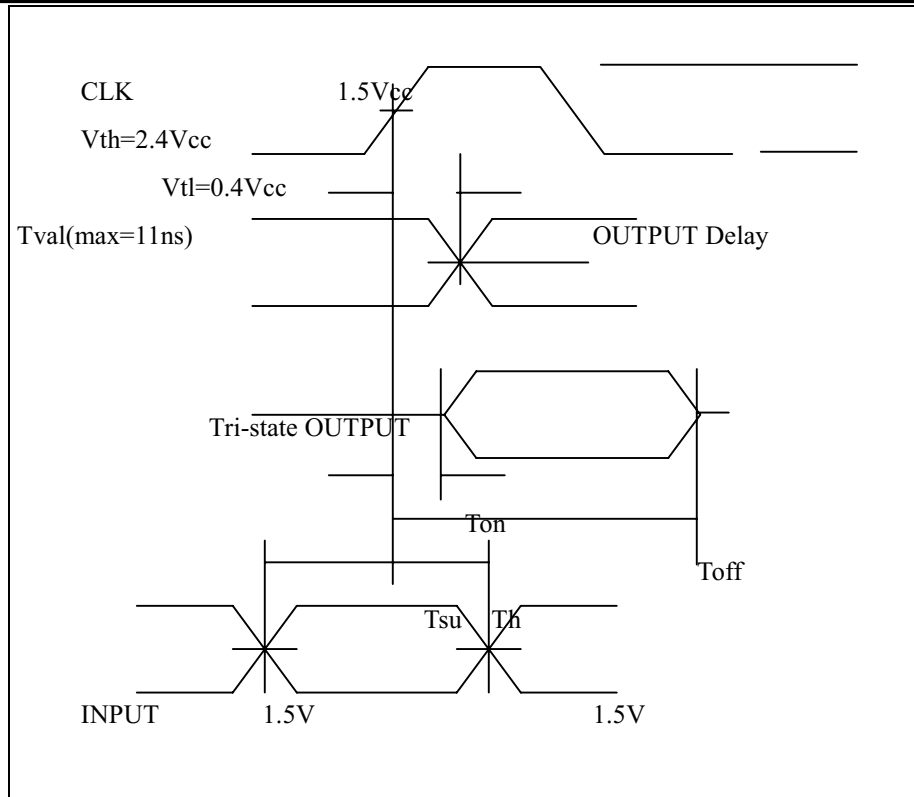 CLK 1.5Vcc
Vth=2.4Vcc
Vtl=0.4Vcc
Tval(max=11ns) OUTPUT Delay
Tri-state OUTPUT
Ton
Toff
Tsu Th
INPUT 1.5V 1.5V